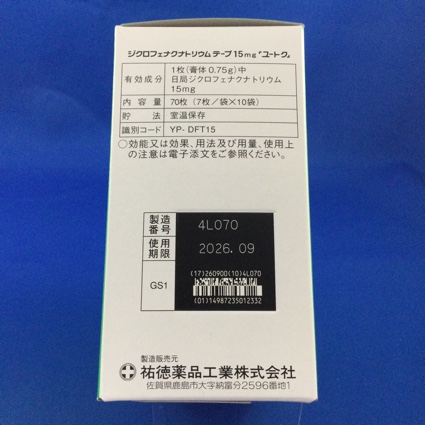 ジクロフェナクナトリウム テープ15mg「ユートク」
有効成分 1枚(膏体0.75g)中
日局ジクロフェナクナトリウム
15mg
内容量 70枚(7枚/袋×10袋)
貯法 室温保存
識別コード YP-DFT15
○効能又は効果、用法及び用量、使用上
の注意は電子添文をご参照ください。
製造番号 4L070
使用期限 2026.09
GS1
(17)260900(10)4L070
(01)14987235012332
製造販売元
祐徳薬品工業株式会社
佐賀県鹿島市大字納富分2596番地1